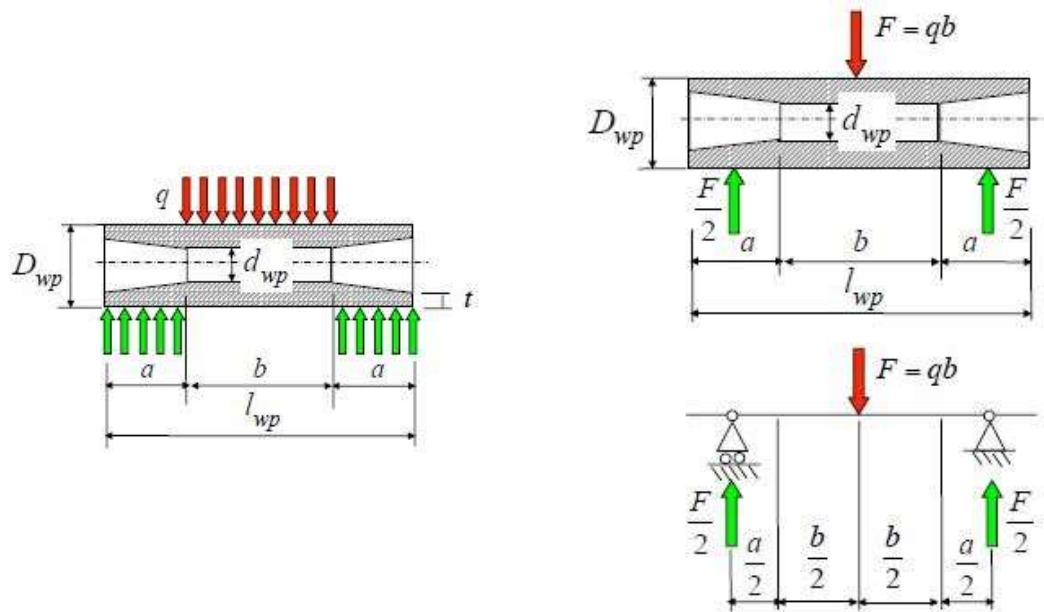 q
D_wp
d_wp
t
a b a
l_wp
F = qb
D_wp
d_wp
F/2 F/2
a b a
l_wp
F = qb
F/2 F/2
a/2 b/2 b/2 a/2